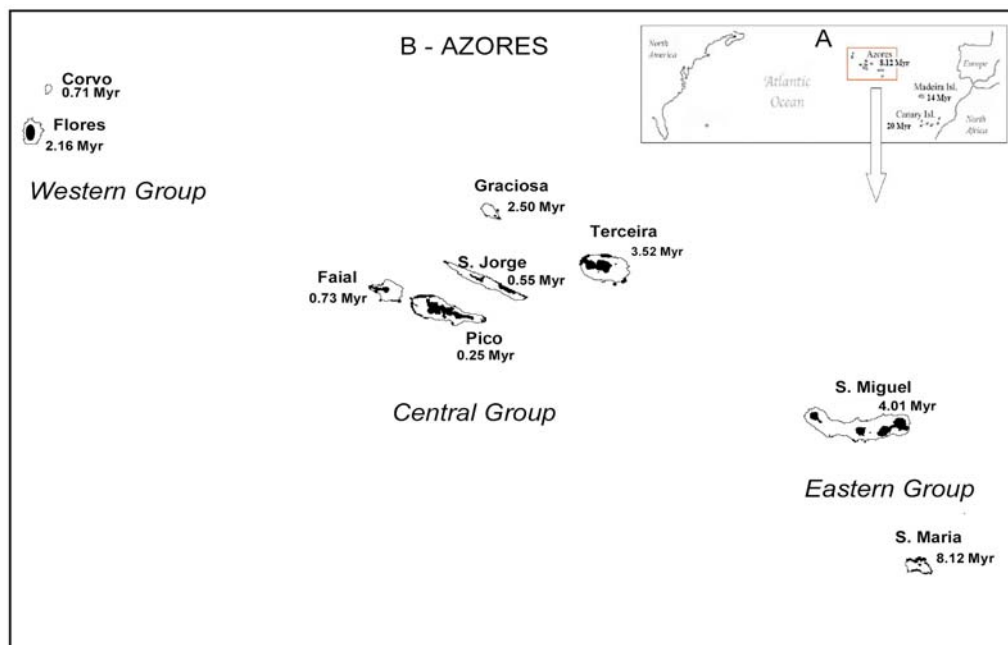 B - AZORES
A
North
America
Atlantic
Ocean
Azores
8.12 Myr
Europe
Madeira Isl.
14 Myr
Canary Isl.
20 Myr
North
Africa
Corvo
0.71 Myr
Flores
2.16 Myr
Western Group
Graciosa
2.50 Myr
Terceira
3.52 Myr
S. Jorge
0.55 Myr
Faial
0.73 Myr
Pico
0.25 Myr
Central Group
S. Miguel
4.01 Myr
Eastern Group
S. Maria
8.12 Myr